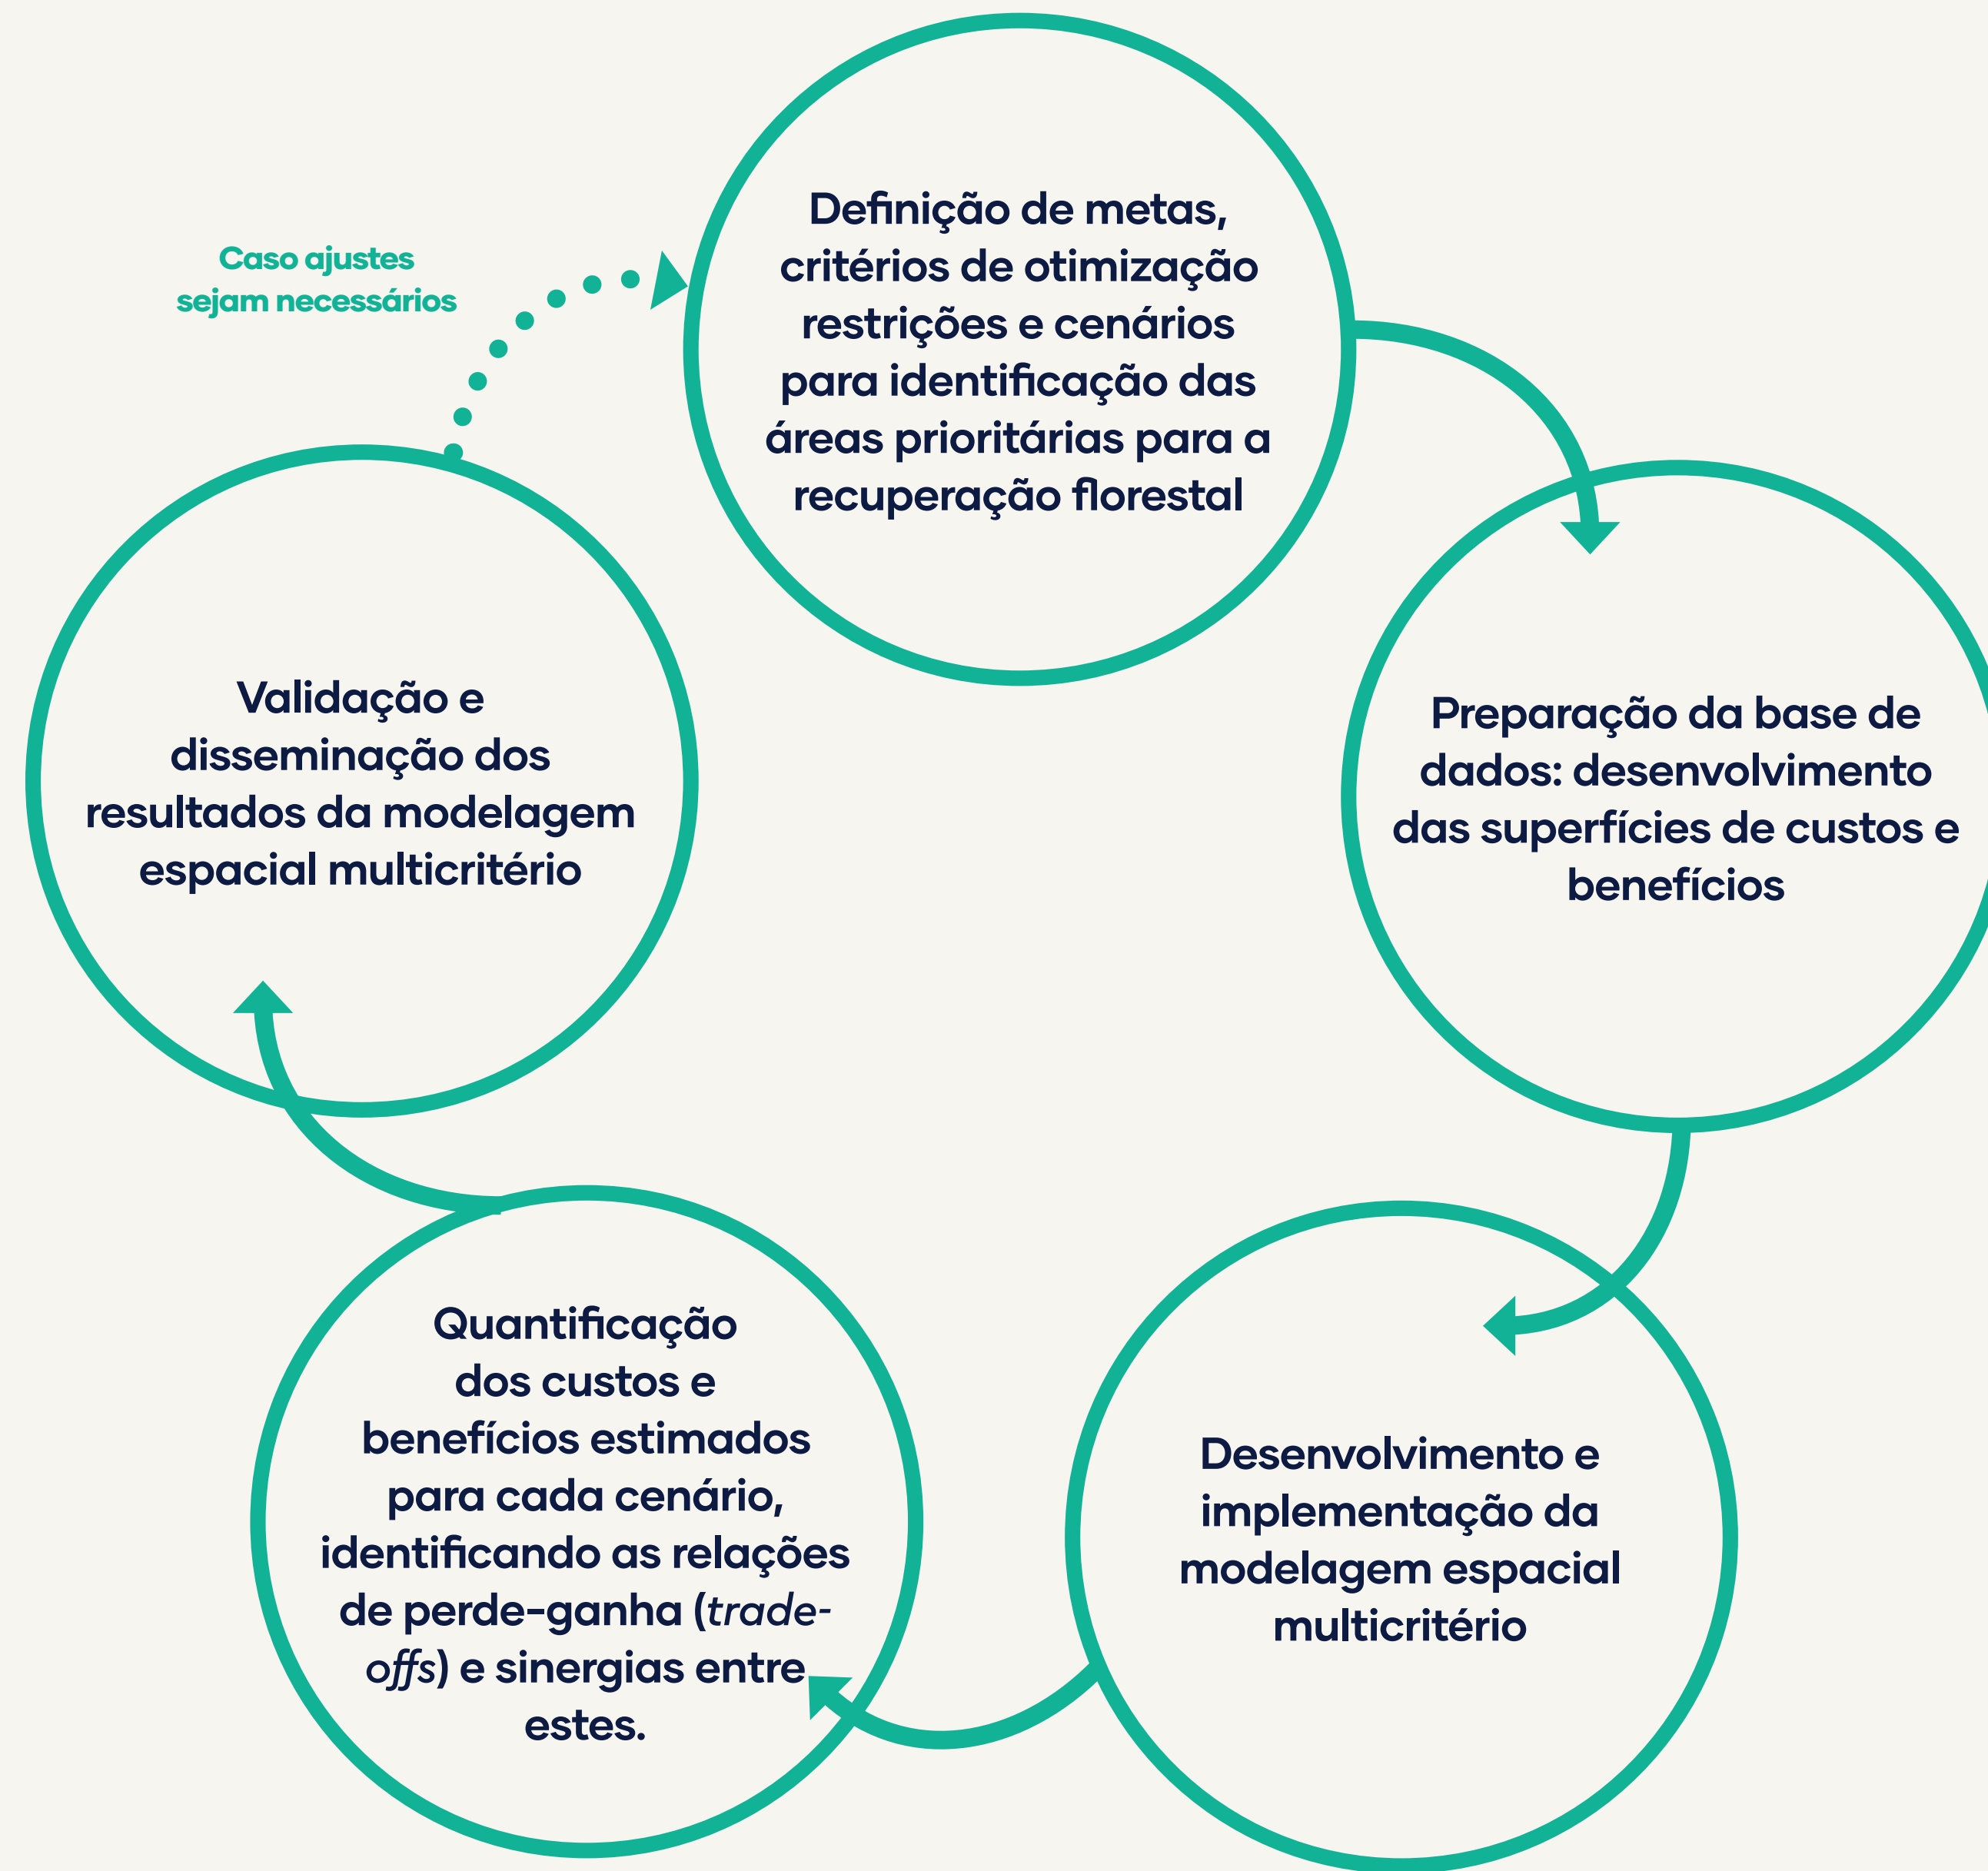 Caso ajustes
sejam necessários
Definição de metas,
critérios de otimização
restrições e cenários
para identificação das
áreas prioritárias para a
recuperação florestal
Preparação da base de
dados: desenvolvimento
das superfícies de custos e
benefícios
Desenvolvimento e
implementação da
modelagem espacial
multicritério
Quantificação
dos custos e
benefícios estimados
para cada cenário,
identificando as relações
de perde-ganha (trade-
offs) e sinergias entre
estes.
Validação e
disseminação dos
resultados da modelagem
espacial multicritério